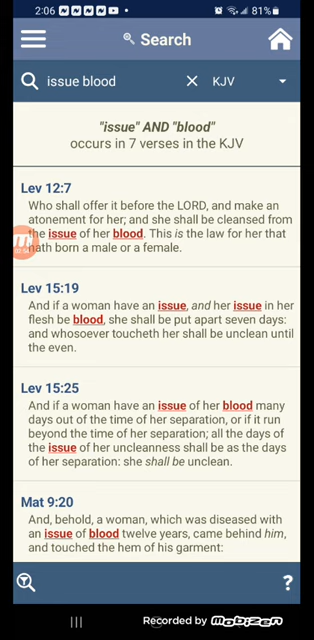 2:06 81%
Search
issue blood × KJV
"issue" AND "blood"
occurs in 7 verses in the KJV
Lev 12:7
Who shall offer it before the LORD, and make an
atonement for her; and she shall be cleansed from
the issue of her blood. This is the law for her that
hath born a male or a female.
Lev 15:19
And if a woman have an issue, and her issue in her
flesh be blood, she shall be put apart seven days:
and whosoever toucheth her shall be unclean until
the even.
Lev 15:25
And if a woman have an issue of her blood many
days out of the time of her separation, or if it run
beyond the time of her separation; all the days of
the issue of her uncleanness shall be as the days
of her separation: she shall be unclean.
Mat 9:20
And, behold, a woman, which was diseased with
an issue of blood twelve years, came behind him,
and touched the hem of his garment:
?
Recorded by Mobizen